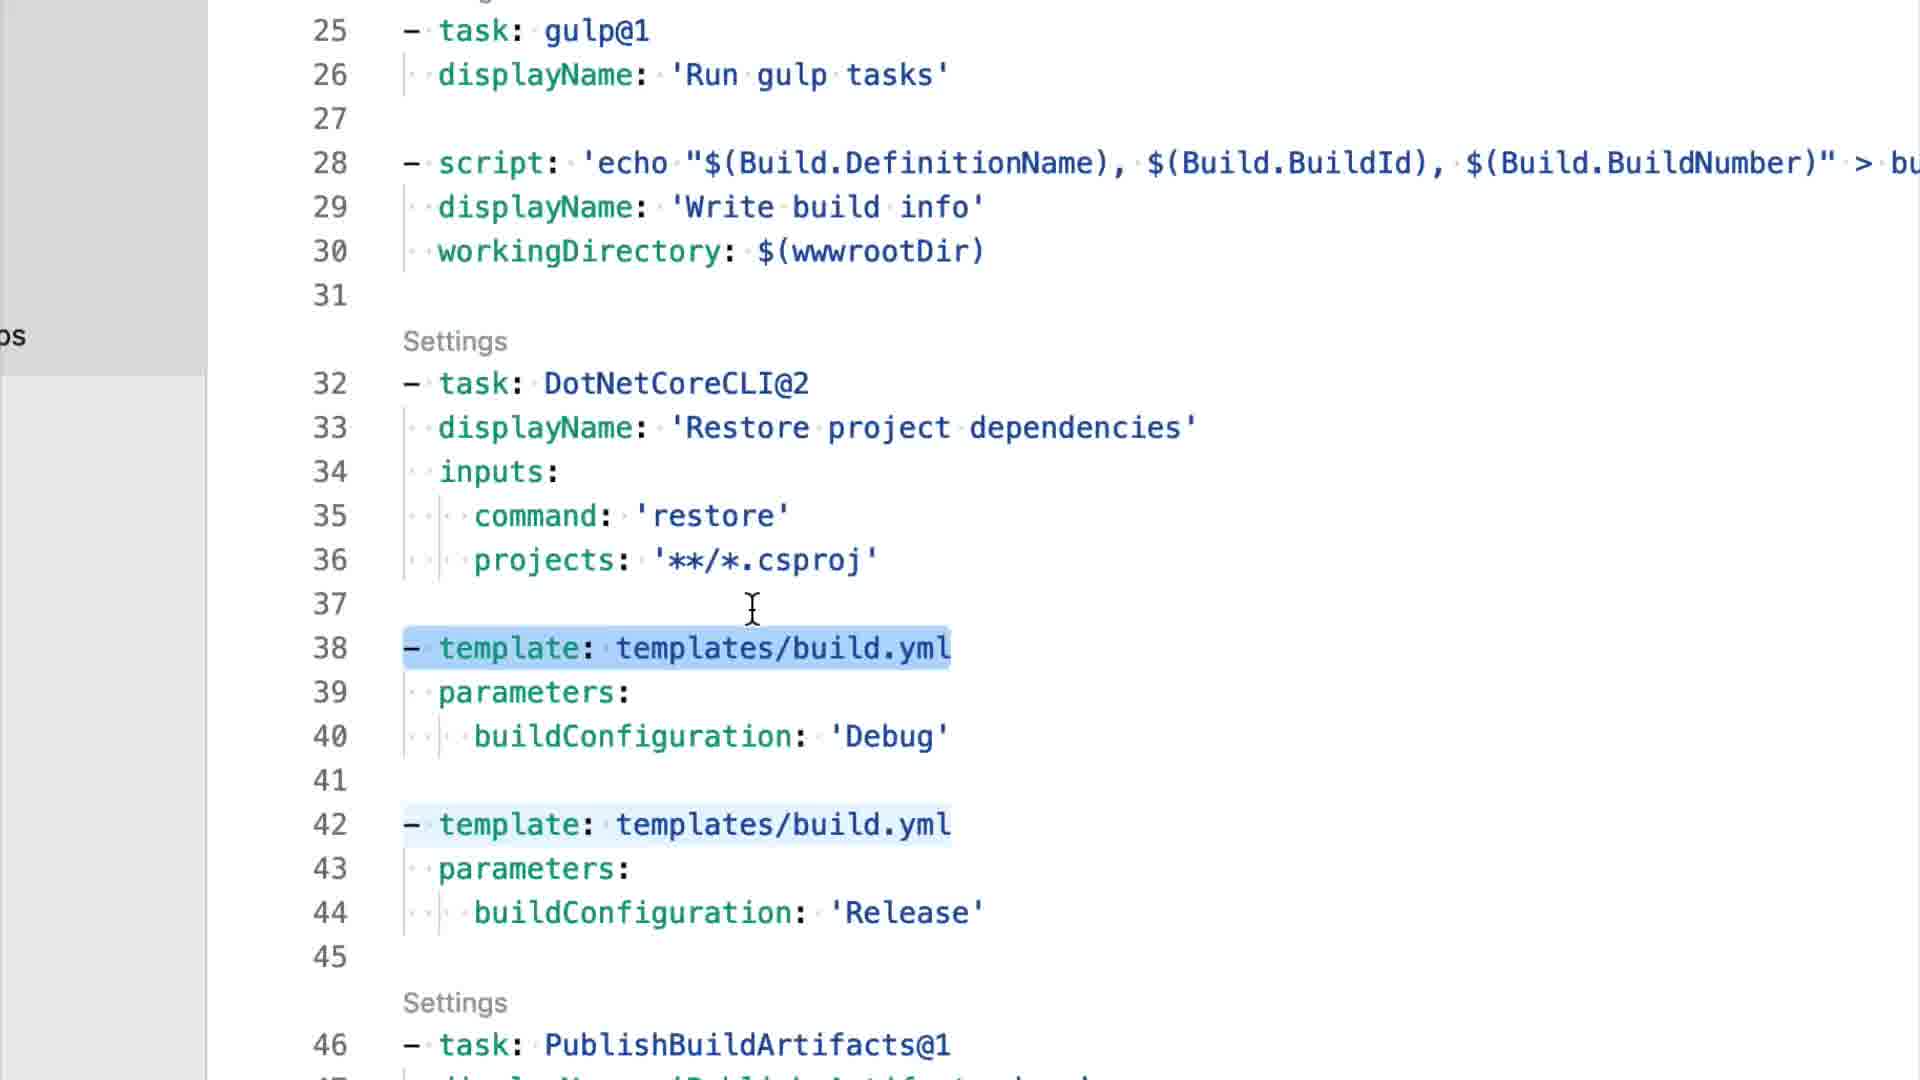 25 - task: gulp@1
26 displayName: 'Run gulp tasks'
27
28 - script: 'echo "$(Build.DefinitionName), $(Build.BuildId), $(Build.BuildNumber)" > bu
29 displayName: 'Write build info'
30 workingDirectory: $(wwwrootDir)
31
ps
Settings
32 - task: DotNetCoreCLI@2
33 displayName: 'Restore project dependencies'
34 inputs:
35 command: 'restore'
36 projects: '**/*.csproj'
37
38 - template: templates/build.yml
39 parameters:
40 buildConfiguration: 'Debug'
41
42 - template: templates/build.yml
43 parameters:
44 buildConfiguration: 'Release'
45
Settings
46 - task: PublishBuildArtifacts@1